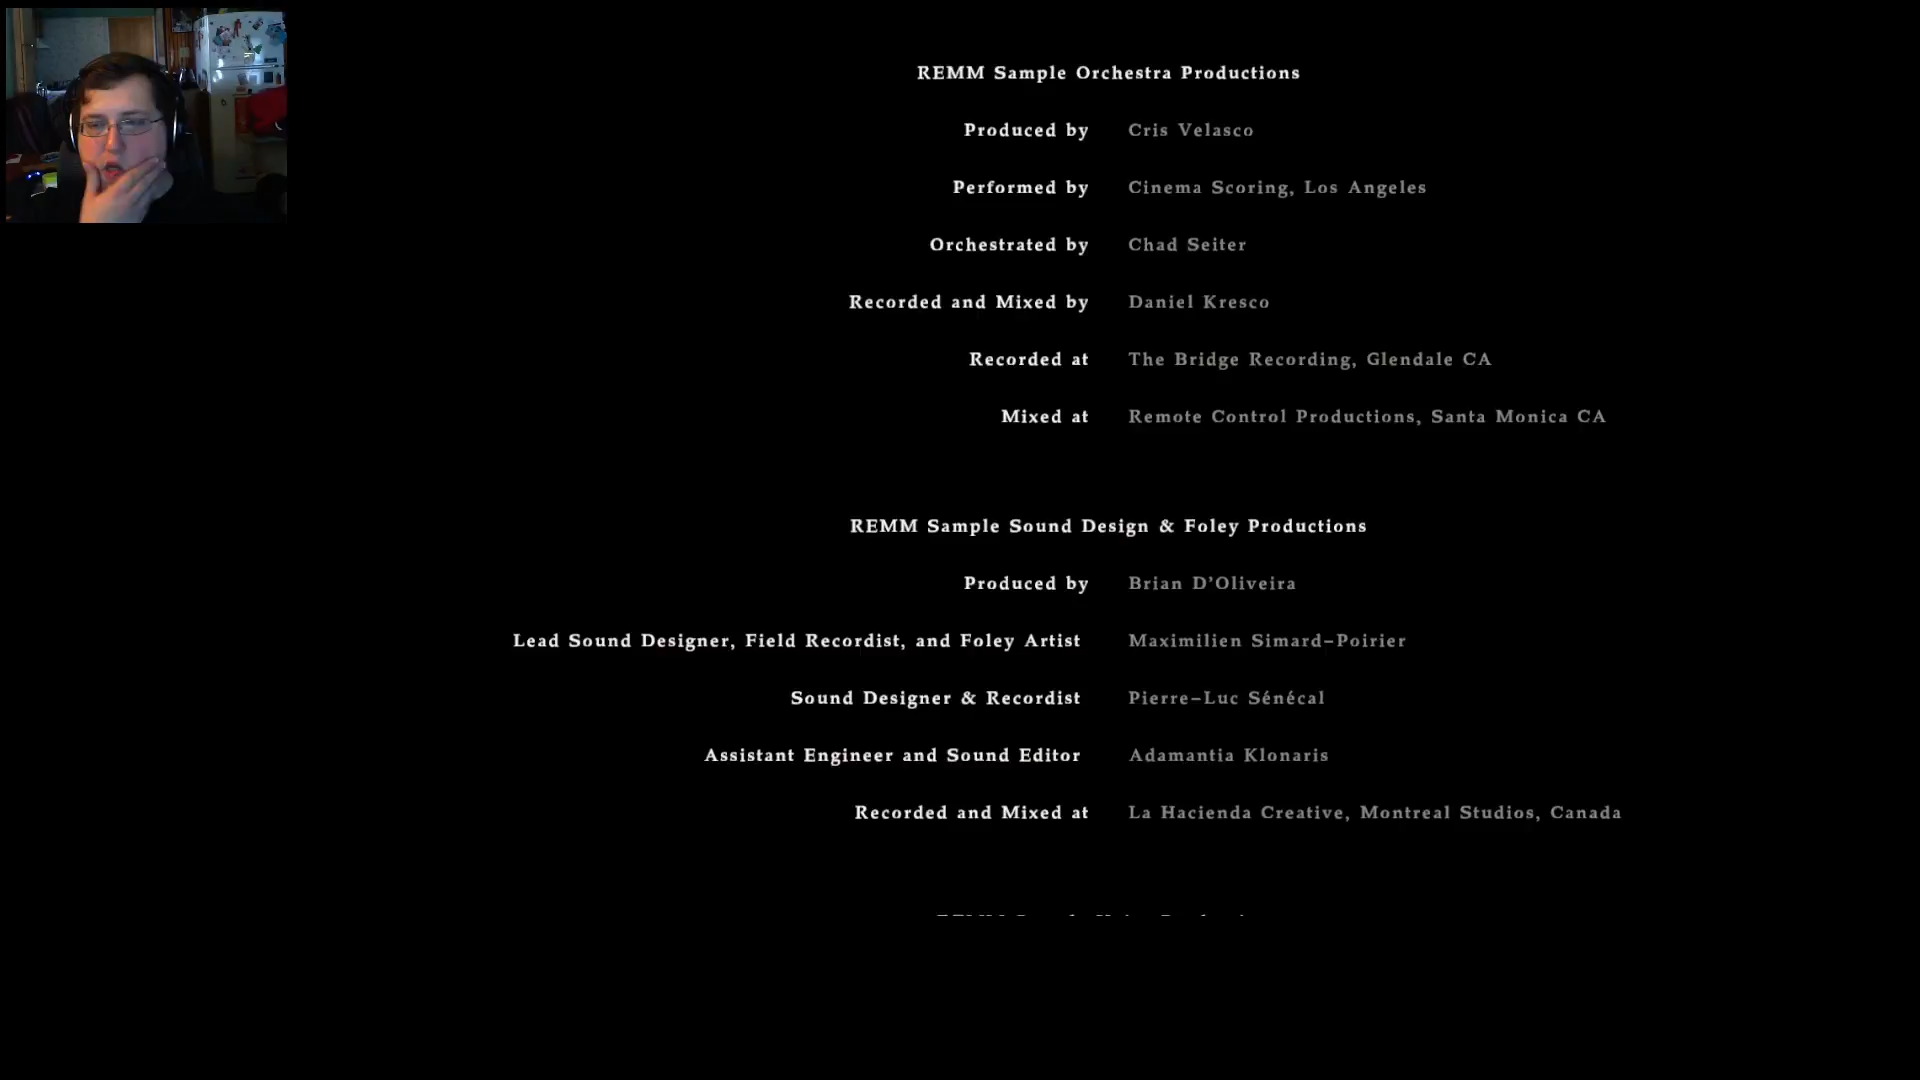 REMM Sample Orchestra Productions
Produced by Cris Velasco
Performed by Cinema Scoring, Los Angeles
Orchestrated by Chad Seiter
Recorded and Mixed by Daniel Kresco
Recorded at The Bridge Recording, Glendale CA
Mixed at Remote Control Productions, Santa Monica CA
REMM Sample Sound Design & Foley Productions
Produced by Brian D’Oliveira
Lead Sound Designer, Field Recordist, and Foley Artist Maximilien Simard-Poirier
Sound Designer & Recordist Pierre-Luc Sénécal
Assistant Engineer and Sound Editor Adamantia Klonaris
Recorded and Mixed at La Hacienda Creative, Montreal Studios, Canada